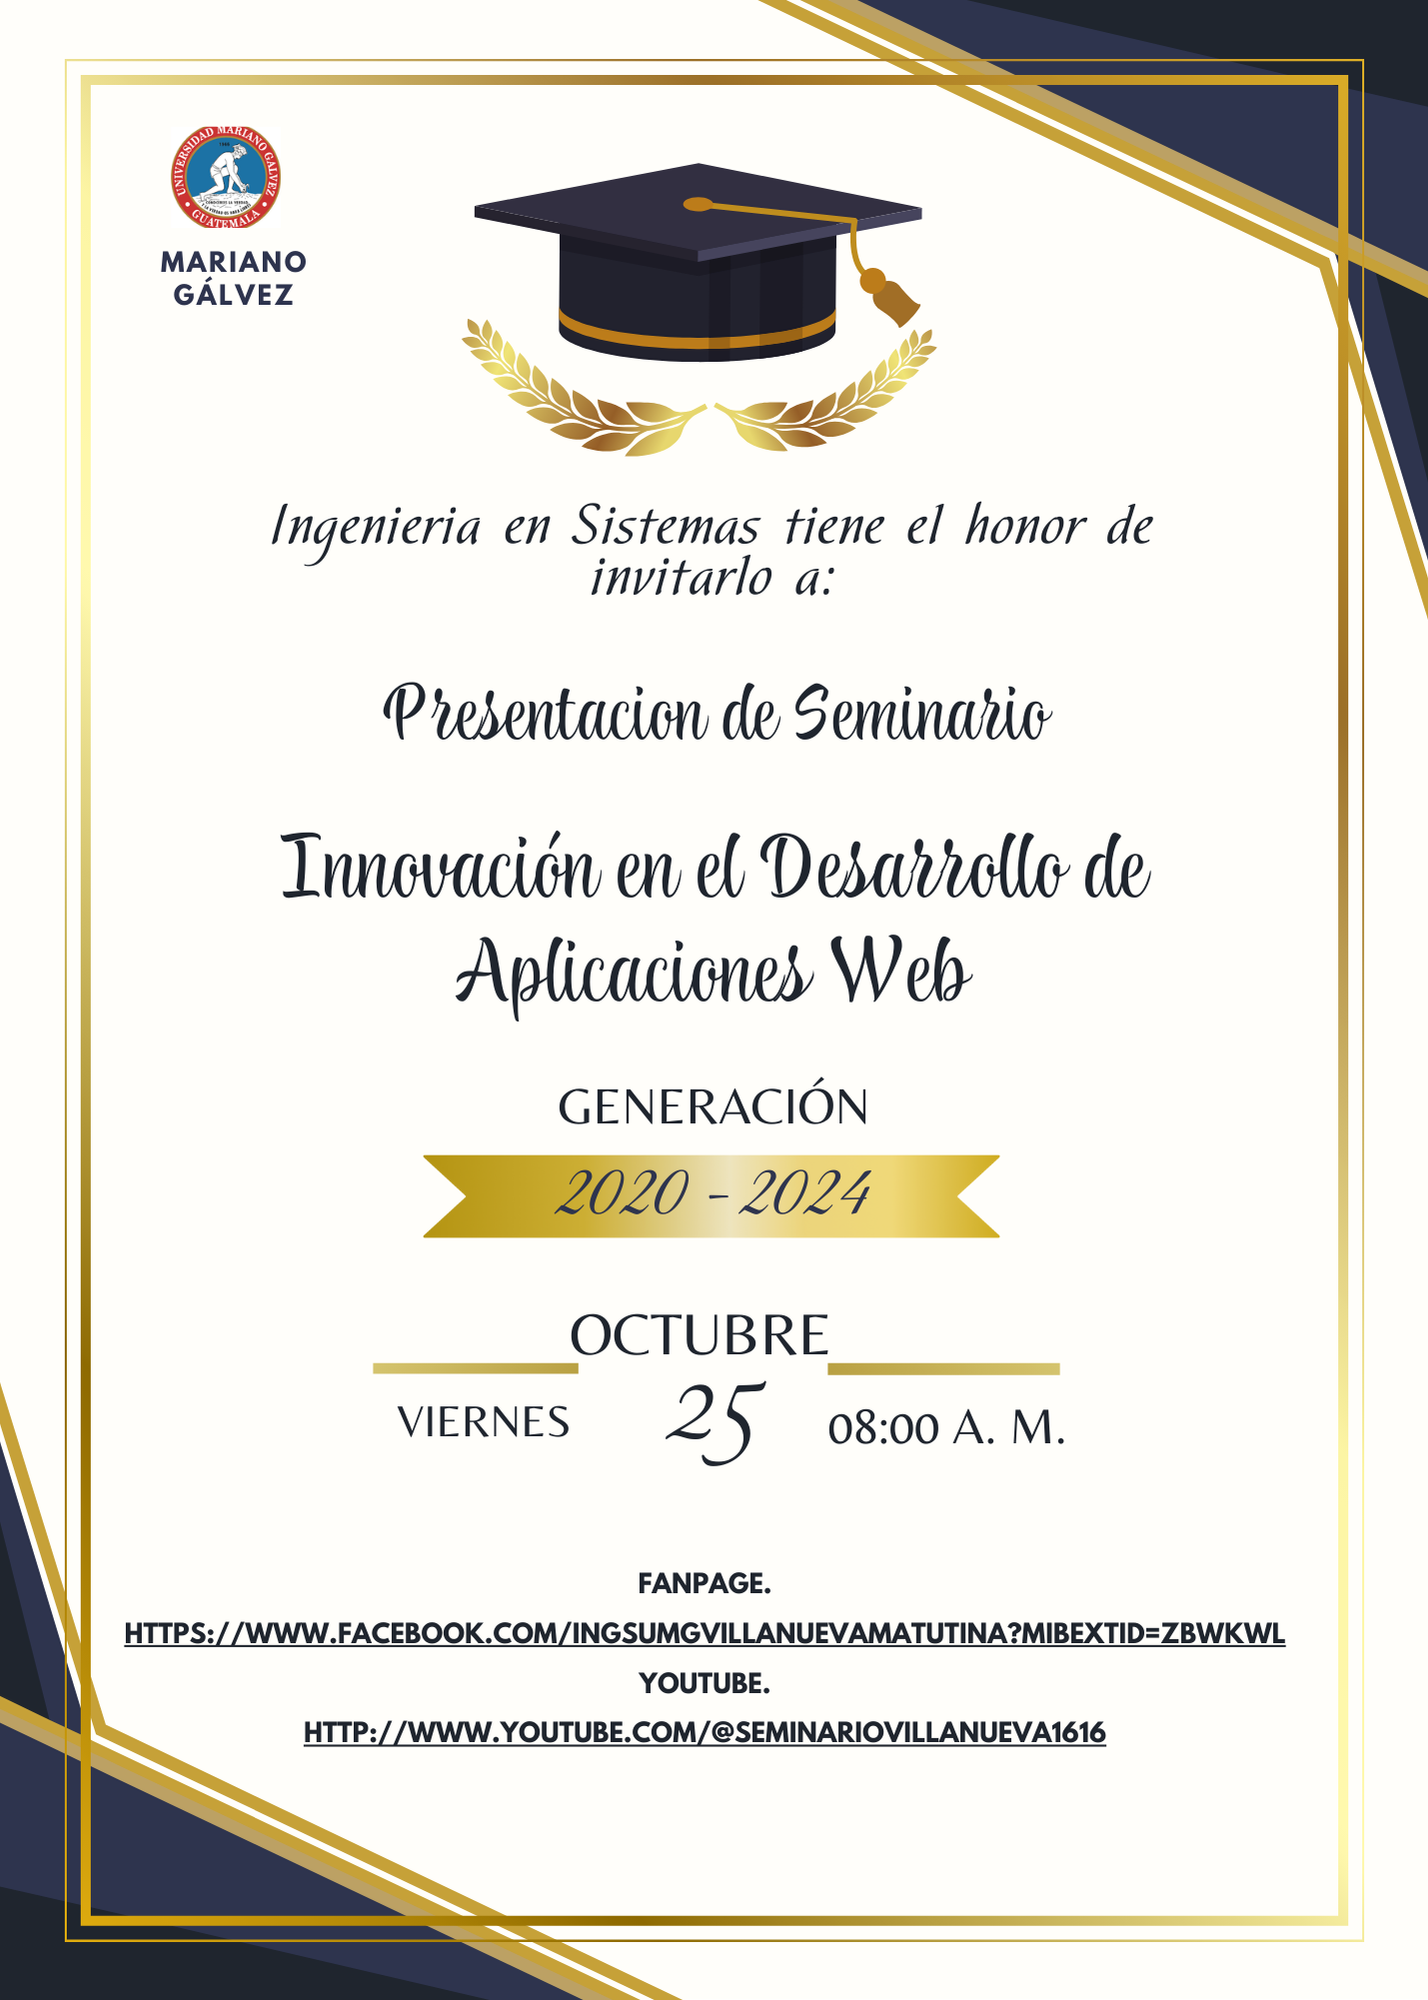 UNIVERSIDAD MARIANO GALVEZ
GUATEMALA
MARIANO
GÁLVEZ
Ingenieria en Sistemas tiene el honor de
invitarlo a:
Presentacion de Seminario
Innovación en el Desarrollo de
Aplicaciones Web
GENERACIÓN
2020 - 2024
OCTUBRE
VIERNES 25 08:00 A. M.
FANPAGE.
HTTPS://WWW.FACEBOOK.COM/INGSUMGVILLANUEVAMATUTINA?MIBEXTID=ZBWKWL
YOUTUBE.
HTTP://WWW.YOUTUBE.COM/@SEMINARIOVILLANUEVA1616